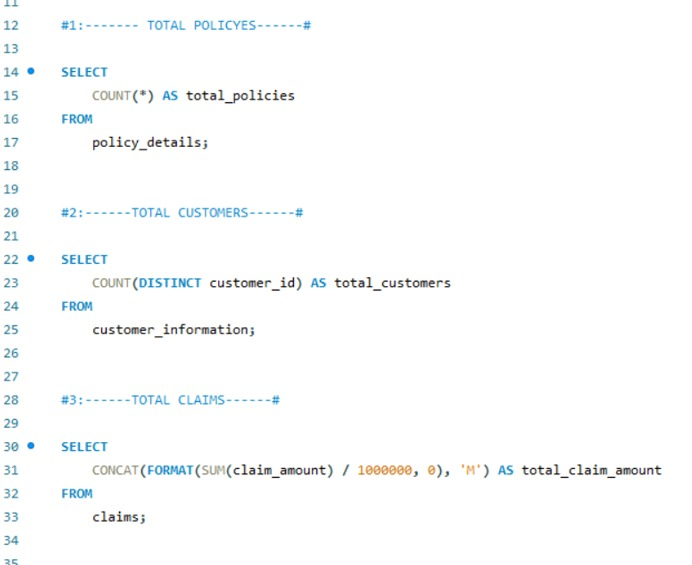 11
12 #1:------- TOTAL POLICYES------#
13
14 SELECT
15 COUNT(*) AS total_policies
16 FROM
17 policy_details;
18
19
20 #2:------TOTAL CUSTOMERS------#
21
22 SELECT
23 COUNT(DISTINCT customer_id) AS total_customers
24 FROM
25 customer_information;
26
27
28 #3:------TOTAL CLAIMS------#
29
30 SELECT
31 CONCAT(FORMAT(SUM(claim_amount) / 1000000, 0), 'M') AS total_claim_amount
32 FROM
33 claims;
34
35